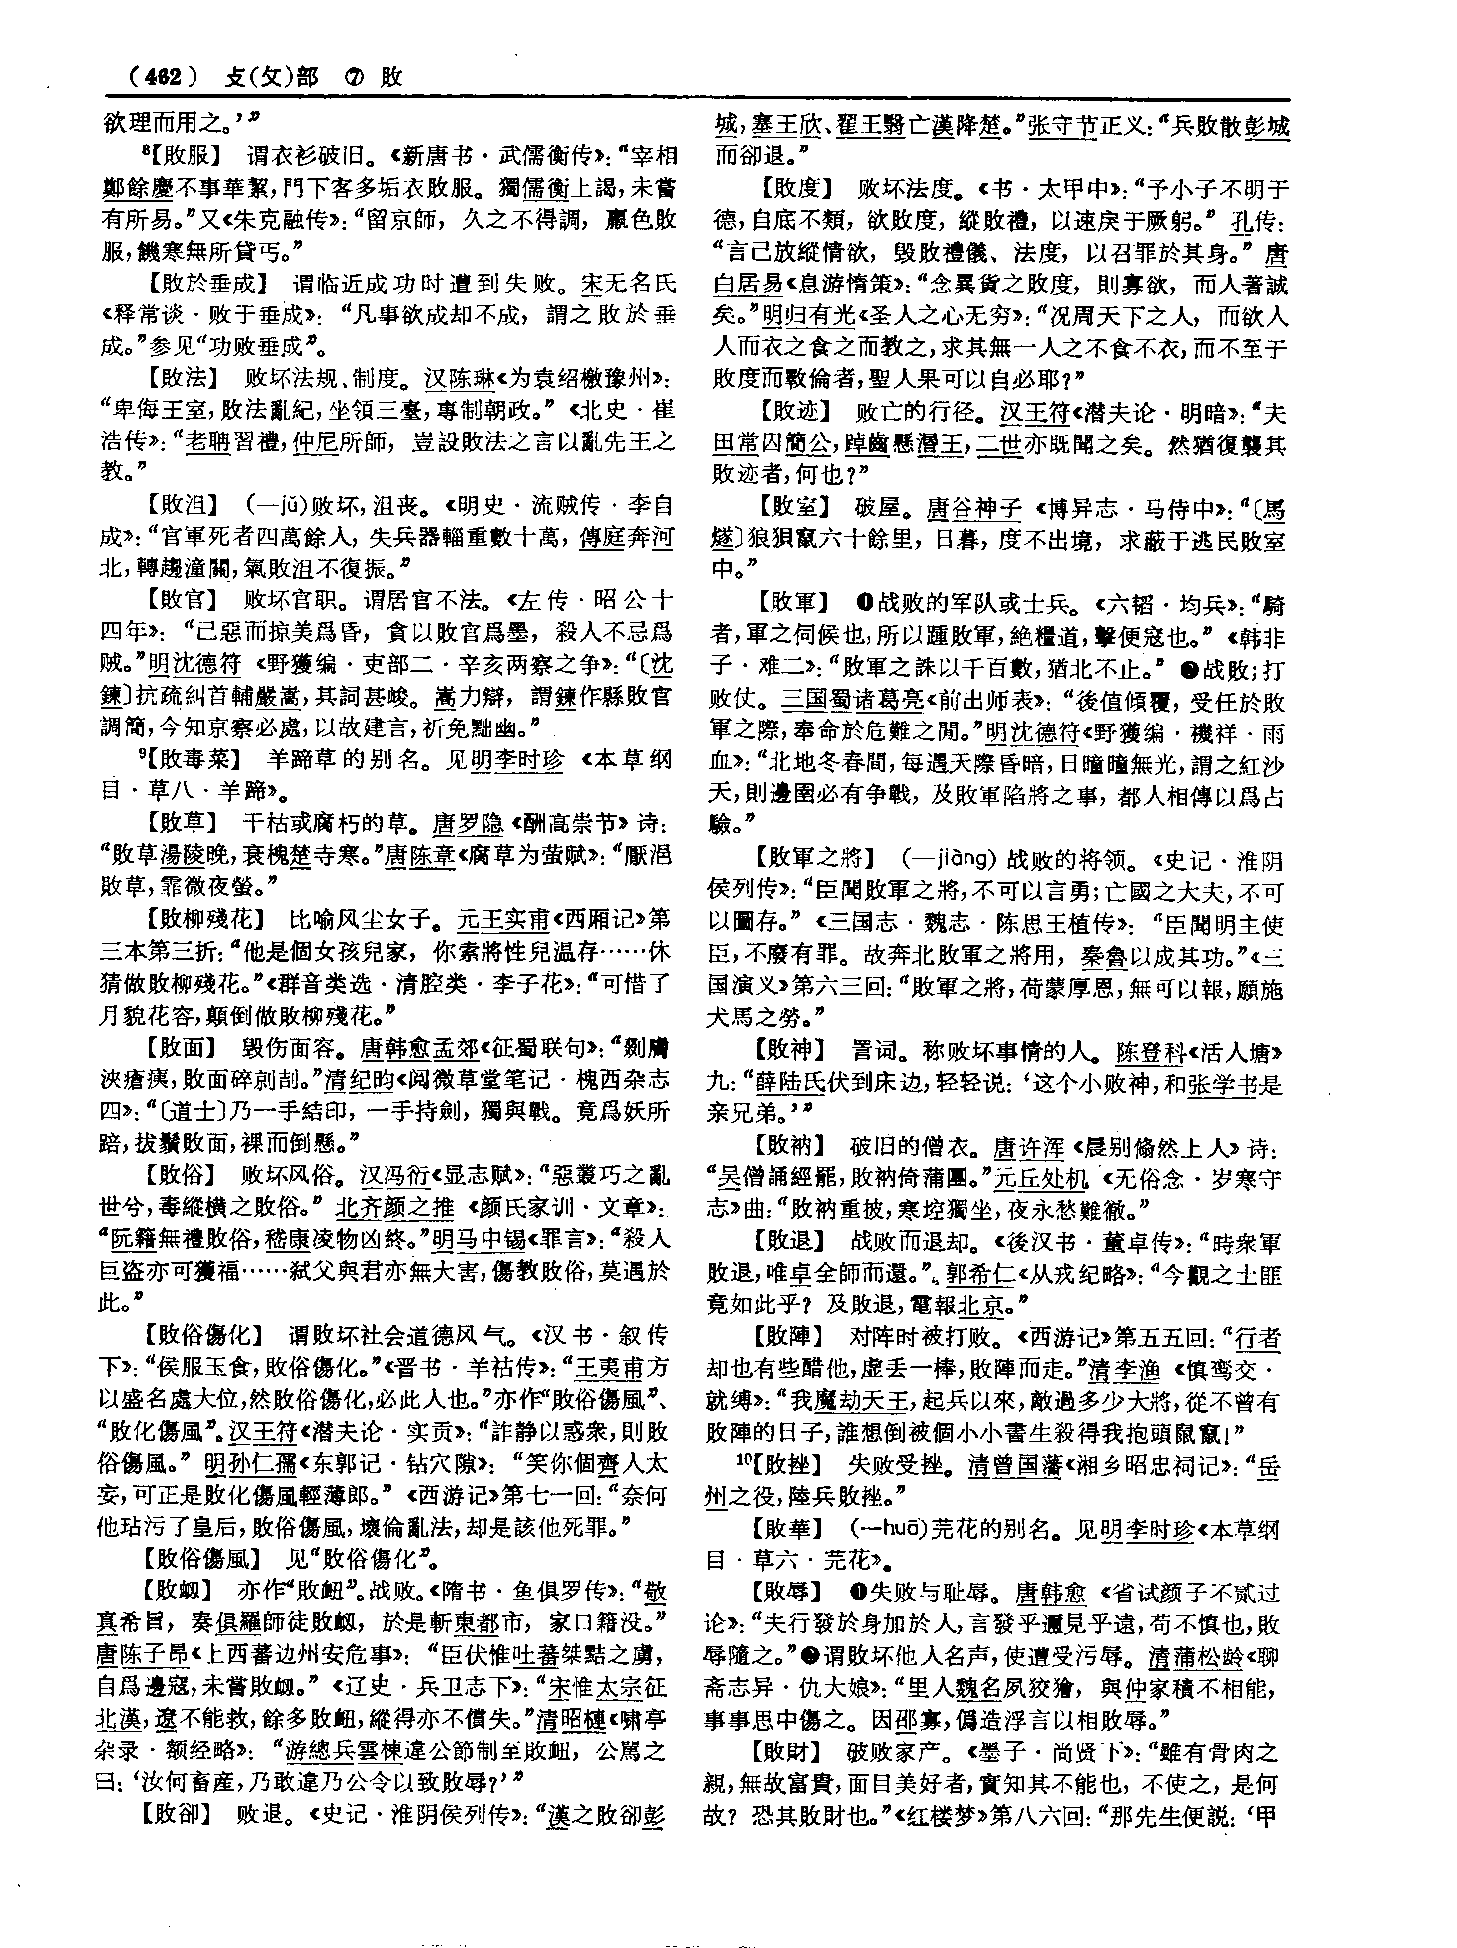 （462） 攴(攵)部 ⑦ 敗
欲理而用之。’”
⁸【敗服】 谓衣衫破旧。《新唐书·武儒衡传》：“宰相
鄭餘慶不事華絜，門下客多垢衣敗服。獨儒衡上謁，未嘗
有所易。”又《朱克融传》：“留京師，久之不得調，羸色敗
服，饑寒無所貸丐。”
【敗於垂成】 谓临近成功时遭到失败。宋无名氏
《释常谈·败于垂成》：“凡事欲成却不成，謂之敗於垂
成。”参见“功敗垂成”。
【敗法】 败坏法规、制度。汉陈琳《为袁绍檄豫州》：
“卑侮王室，敗法亂紀，坐領三臺，專制朝政。”《北史·崔
浩传》：“老聃習禮，仲尼所師，豈設敗法之言以亂先王之
教。”
【敗沮】 (—jǔ)败坏，沮丧。《明史·流贼传·李自
成》：“官軍死者四萬餘人，失兵器輜重數十萬，傳庭奔河
北，轉趨潼關，氣敗沮不復振。”
【敗官】 败坏官职。谓居官不法。《左传·昭公十
四年》：“己惡而掠美爲昏，貪以敗官爲墨，殺人不忌爲
贼。”明沈德符《野獲编·吏部二·辛亥两察之争》：“〔沈
鍊〕抗疏糾首輔嚴嵩，其詞甚峻。嵩力辯，謂鍊作縣敗官
調簡，今知京察必處，以故建言，祈免黜幽。”
⁹【敗毒菜】 羊蹄草的别名。见明李时珍《本草纲
目·草八·羊蹄》。
【敗草】 干枯或腐朽的草。唐罗隐《酬高崇节》诗：
“敗草湯陵晚，衰槐楚寺寒。”唐陈章《腐草为萤赋》：“厭浥
敗草，霏微夜螢。”
【敗柳殘花】 比喻风尘女子。元王实甫《西厢记》第
三本第三折：“他是個女孩兒家，你索將性兒温存……休
猜做敗柳殘花。”《群音类选·清腔类·李子花》：“可惜了
月貌花容，顛倒做敗柳殘花。”
【敗面】 毁伤面容。唐韩愈孟郊《征蜀联句》：“剟膚
浹瘡痍，敗面碎剠刮。”清纪昀《阅微草堂笔记·槐西杂志
四》：“〔道士〕乃一手結印，一手持劍，獨與戰。竟爲妖所
踣，拔鬚敗面，裸而倒懸。”
【敗俗】 败坏风俗。汉冯衍《显志赋》：“惡叢巧之亂
世兮，毒縱横之敗俗。”北齐颜之推《颜氏家训·文章》：
“阮籍無禮敗俗，嵇康凌物凶終。”明马中锡《罪言》：“殺人
巨盗亦可獲福……弑父與君亦無大害，傷教敗俗，莫過於
此。”
【敗俗傷化】 谓败坏社会道德风气。《汉书·叙传
下》：“侯服玉食，敗俗傷化。”《晋书·羊祜传》：“王夷甫方
以盛名處大位，然敗俗傷化，必此人也。”亦作“敗俗傷風”、
“敗化傷風”。汉王符《潜夫论·实贡》：“詐静以惑衆，則敗
俗傷風。”明孙仁孺《东郭记·钻穴隙》：“笑你個齊人太
妄，可正是敗化傷風輕薄郎。”《西游记》第七一回：“奈何
他玷污了皇后，敗俗傷風，壞倫亂法，却是該他死罪。”
【敗俗傷風】 见“敗俗傷化”。
【敗衂】 亦作“敗衄”。战败。《隋书·鱼俱罗传》：“敬
真希旨，奏俱羅師徒敗衂，於是斬東都市，家口籍没。”
唐陈子昂《上西蕃边州安危事》：“臣伏惟吐蕃桀黠之虜，
自爲邊寇，未嘗敗衂。”《辽史·兵卫志下》：“宋惟太宗征
北漢，遼不能救，餘多敗衄，縱得亦不償失。”清昭槤《啸亭
杂录·额经略》：“游總兵雲棟違公節制至敗衄，公駡之
曰：‘汝何畜産，乃敢違乃公令以致敗辱？’”
【敗卻】 败退。《史记·淮阴侯列传》：“漢之敗卻彭
城，塞王欣、翟王翳亡漢降楚。”张守节正义：“兵敗散彭城
而卻退。”
【敗度】 败坏法度。《书·太甲中》：“予小子不明于
德，自底不類，欲敗度，縱敗禮，以速戾于厥躬。”孔传：
“言己放縱情欲，毁敗禮儀、法度，以召罪於其身。”唐
白居易《息游惰策》：“念異貨之敗度，則寡欲，而人著誠
矣。”明归有光《圣人之心无穷》：“况周天下之人，而欲人
人而衣之食之而教之，求其無一人之不食不衣，而不至于
敗度而斁倫者，聖人果可以自必耶？”
【敗迹】 败亡的行径。汉王符《潜夫论·明暗》：“夫
田常囚簡公，踔齒懸湣王，二世亦既聞之矣。然猶復襲其
敗迹者，何也？”
【敗室】 破屋。唐谷神子《博异志·马侍中》：“〔馬
燧〕狼狽竄六十餘里，日暮，度不出境，求蔽于逃民敗室
中。”
【敗軍】 ❶战败的军队或士兵。《六韬·均兵》：“騎
者，軍之伺候也，所以踵敗軍，絶糧道，擊便寇也。”《韩非
子·难二》：“敗軍之誅以千百數，猶北不止。”❷战败；打
败仗。三国蜀诸葛亮《前出师表》：“後值傾覆，受任於敗
軍之際，奉命於危難之間。”明沈德符《野獲编·禨祥·雨
血》：“北地冬春間，每遇天際昏暗，日曈曈無光，謂之紅沙
天，則邊圉必有争戰，及敗軍陷將之事，都人相傳以爲占
驗。”
【敗軍之將】 (—jiàng) 战败的将领。《史记·淮阴
侯列传》：“臣聞敗軍之將，不可以言勇；亡國之大夫，不可
以圖存。”《三国志·魏志·陈思王植传》：“臣聞明主使
臣，不廢有罪。故奔北敗軍之將用，秦魯以成其功。”《三
国演义》第六三回：“敗軍之將，荷蒙厚恩，無可以報，願施
犬馬之勞。”
【敗神】 詈词。称败坏事情的人。陈登科《活人塘》
九：“薛陆氏伏到床边，轻轻说：‘这个小败神，和张学书是
亲兄弟。’”
【敗衲】 破旧的僧衣。唐许浑《晨别翛然上人》诗：
“吴僧誦經罷，敗衲倚蒲團。”元丘处机《无俗念·岁寒守
志》曲：“敗衲重披，寒埪獨坐，夜永愁難徹。”
【敗退】 战败而退却。《後汉书·董卓传》：“時衆軍
敗退，唯卓全師而還。”郭希仁《从戎纪略》：“今觀之土匪
竟如此乎？及敗退，電報北京。”
【敗陣】 对阵时被打败。《西游记》第五五回：“行者
却也有些醋他，虚丢一棒，敗陣而走。”清李渔《慎鸾交·
就缚》：“我魔劫天王，起兵以來，敵過多少大將，從不曾有
敗陣的日子，誰想倒被個小小書生殺得我抱頭鼠竄！”
¹⁰【敗挫】 失败受挫。清曾国藩《湘乡昭忠祠记》：“岳
州之役，陸兵敗挫。”
【敗華】 (—huā)芫花的别名。见明李时珍《本草纲
目·草六·芫花》。
【敗辱】 ❶失败与耻辱。唐韩愈《省试颜子不贰过
论》：“夫行發於身加於人，言發乎邇見乎遠，苟不慎也，敗
辱隨之。”❷谓败坏他人名声，使遭受污辱。清蒲松龄《聊
斋志异·仇大娘》：“里人魏名夙狡獪，與仲家積不相能，
事事思中傷之。因邵寡，僞造浮言以相敗辱。”
【敗財】 破败家产。《墨子·尚贤下》：“雖有骨肉之
親，無故富貴，面目美好者，實知其不能也，不使之，是何
故？恐其敗財也。”《红楼梦》第八六回：“那先生便説：‘甲